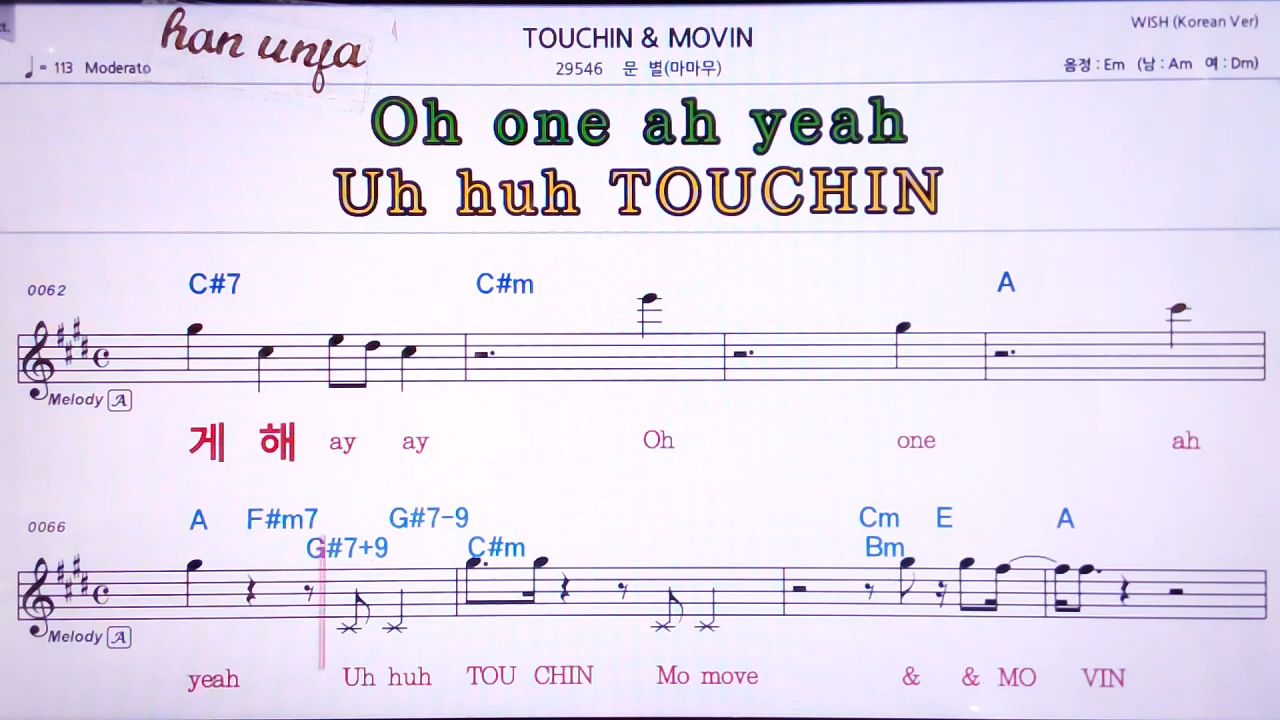 han unfa
TOUCHIN & MOVIN
WISH (Korean Ver)
♩= 113 Moderato
29546 문 별(마마무)
음정 : Em (남 : Am 여 : Dm)
Oh one ah yeah
Uh huh TOUCHIN
0062
C#7 C#m A
Melody A
게 해 ay ay Oh one ah
0066
A F#m7 G#7-9 Cm E A
G#7+9 C#m Bm
Melody A
yeah Uh huh TOU CHIN Mo move & & MO VIN